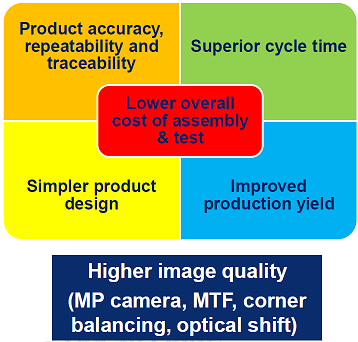 Product accuracy,
repeatability and
traceability
Superior cycle time
Lower overall
cost of assembly
& test
Simpler product
design
Improved
production yield
Higher image quality
(MP camera, MTF, corner
balancing, optical shift)